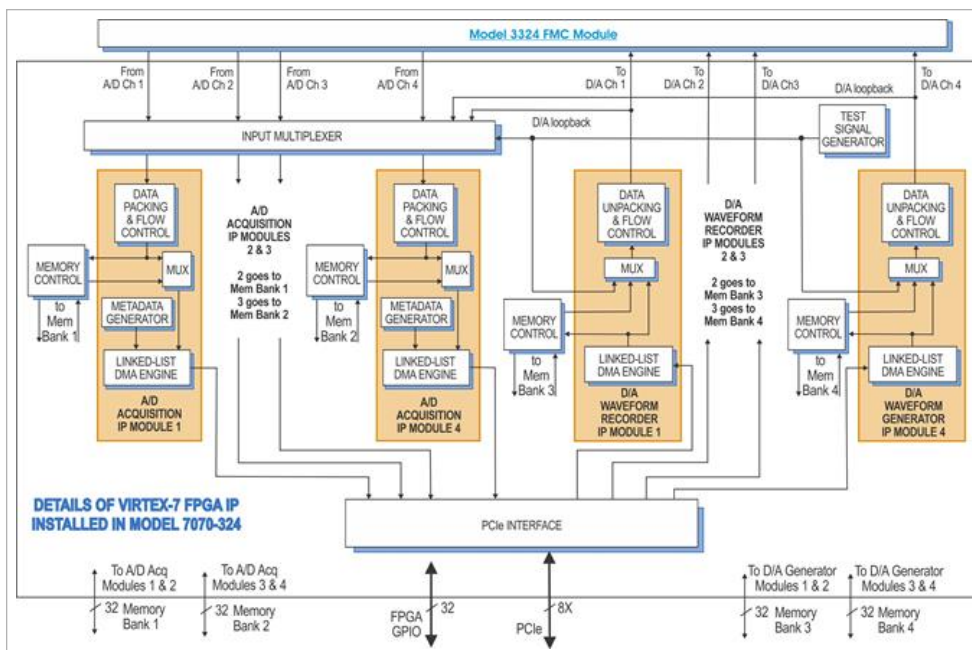 Model 3324 FMC Module
From
A/D Ch 1
From
A/D Ch 2
From
A/D Ch 3
From
A/D Ch 4
To
D/A Ch 1
To
D/A Ch 2
To
D/A Ch3
To
D/A Ch 4
D/A loopback
D/A loopback
INPUT MULTIPLEXER
TEST
SIGNAL
GENERATOR
DATA
PACKING
& FLOW
CONTROL
MEMORY
CONTROL
MUX
to
Mem
Bank 1
METADATA
GENERATOR
LINKED-LIST
DMA ENGINE
A/D
ACQUISITION
IP MODULE 1
A/D
ACQUISITION
IP MODULES
2 & 3
2 goes to
Mem Bank 1
3 goes to
Mem Bank 2
DATA
PACKING
& FLOW
CONTROL
MEMORY
CONTROL
MUX
to
Mem
Bank 2
METADATA
GENERATOR
LINKED-LIST
DMA ENGINE
A/D
ACQUISITION
IP MODULE 4
DATA
UNPACKING
& FLOW
CONTROL
MUX
MEMORY
CONTROL
to
Mem
Bank 3
LINKED-LIST
DMA ENGINE
D/A
WAVEFORM
RECORDER
IP MODULE 1
D/A
WAVEFORM
RECORDER
IP MODULES
2 & 3
2 goes to
Mem Bank 3
3 goes to
Mem Bank 4
DATA
UNPACKING
& FLOW
CONTROL
MUX
MEMORY
CONTROL
to
Mem
Bank 4
LINKED-LIST
DMA ENGINE
D/A
WAVEFORM
GENERATOR
IP MODULE 4
DETAILS OF VIRTEX-7 FPGA IP
INSTALLED IN MODEL 7070-324
PCIe INTERFACE
To A/D Acq
Modules 1 & 2
32 Memory
Bank 1
To A/D Acq
Modules 3 & 4
32 Memory
Bank 2
32
FPGA
GPIO
8X
PCIe
To D/A Generator
Modules 1 & 2
32 Memory
Bank 3
To D/A Generator
Modules 3 & 4
32 Memory
Bank 4